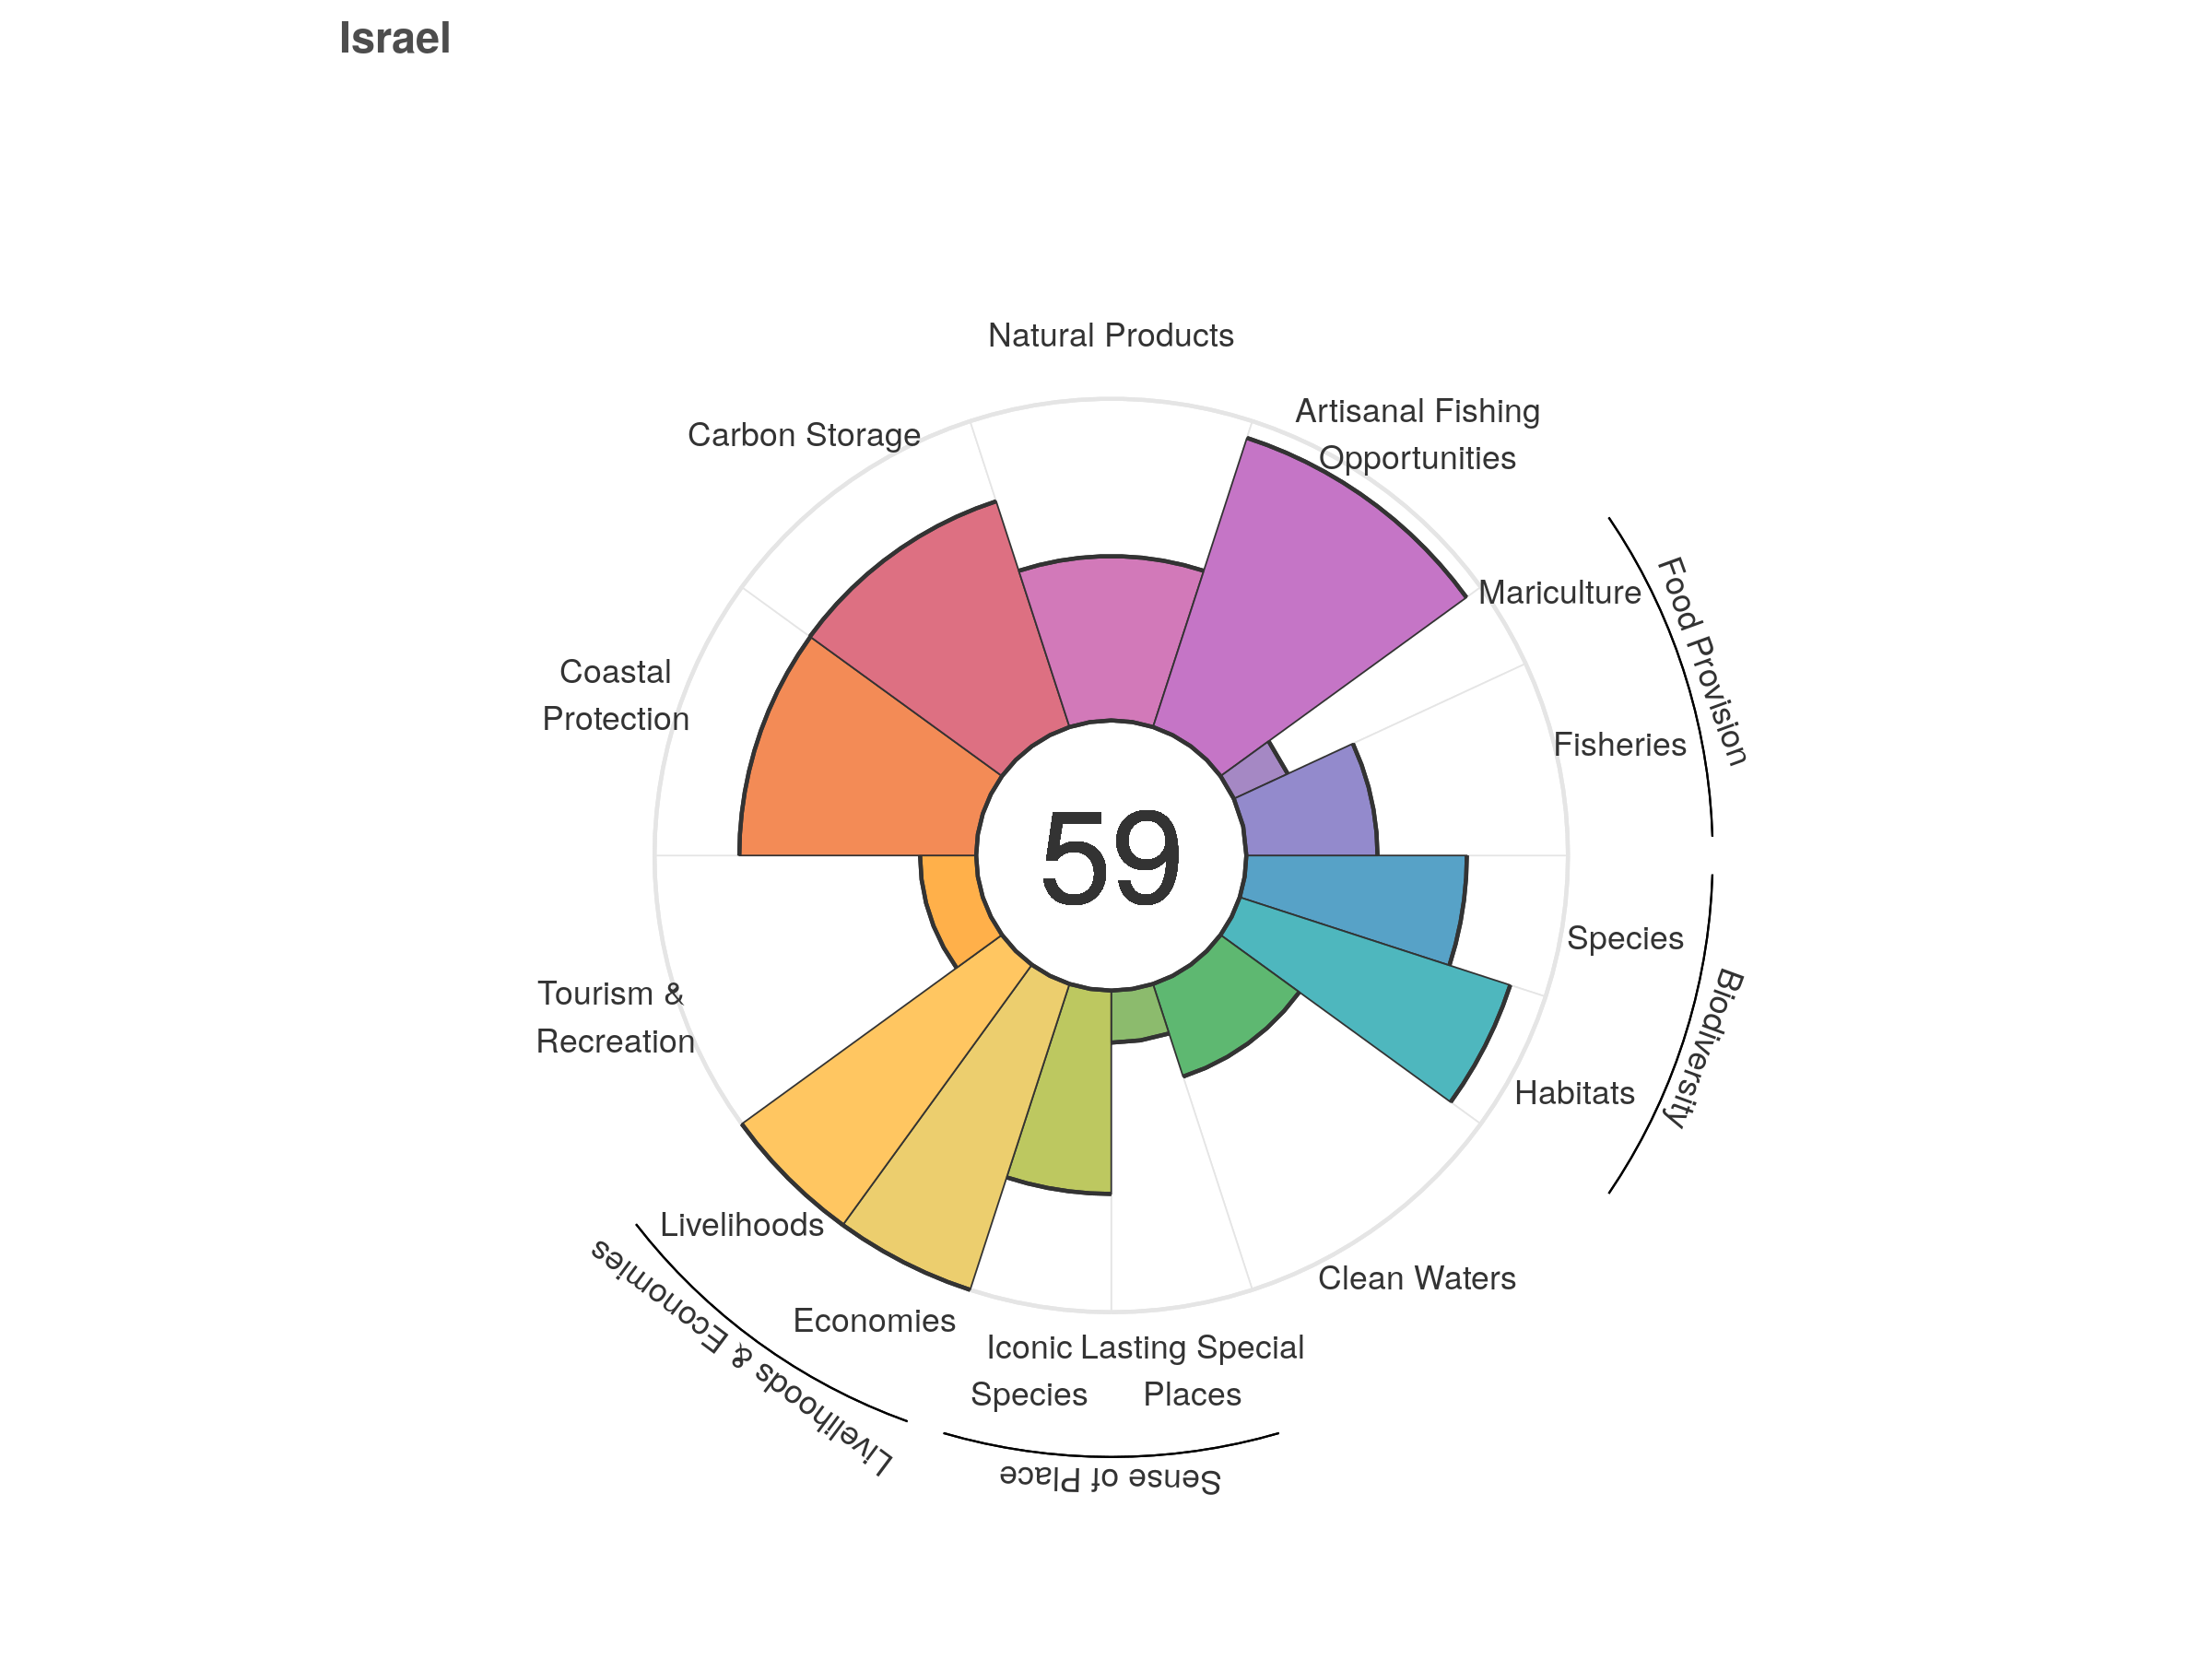 Israel
Natural Products
Artisanal Fishing
Opportunities
Carbon Storage
Mariculture
Food Provision
Coastal
Protection
Fisheries
59
Species
Biodiversity
Tourism &
Recreation
Habitats
Livelihoods
Clean Waters
Economies
Livelihoods & Economies
Iconic
Species
Lasting Special
Places
Sense of Place